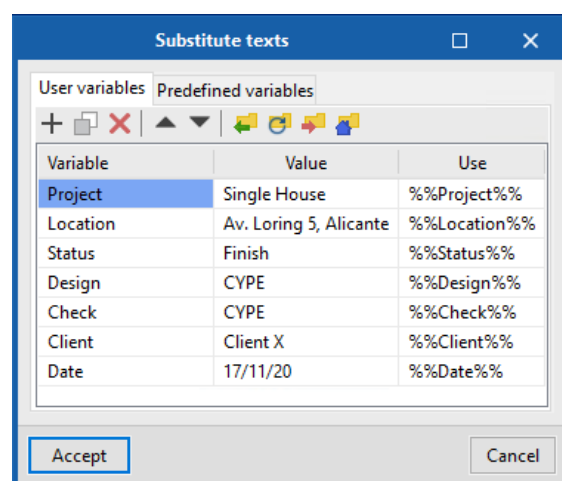 Substitute texts
User variables Predefined variables
Variable Value Use
Project Single House %%Project%%
Location Av. Loring 5, Alicante %%Location%%
Status Finish %%Status%%
Design CYPE %%Design%%
Check CYPE %%Check%%
Client Client X %%Client%%
Date 17/11/20 %%Date%%
Accept Cancel